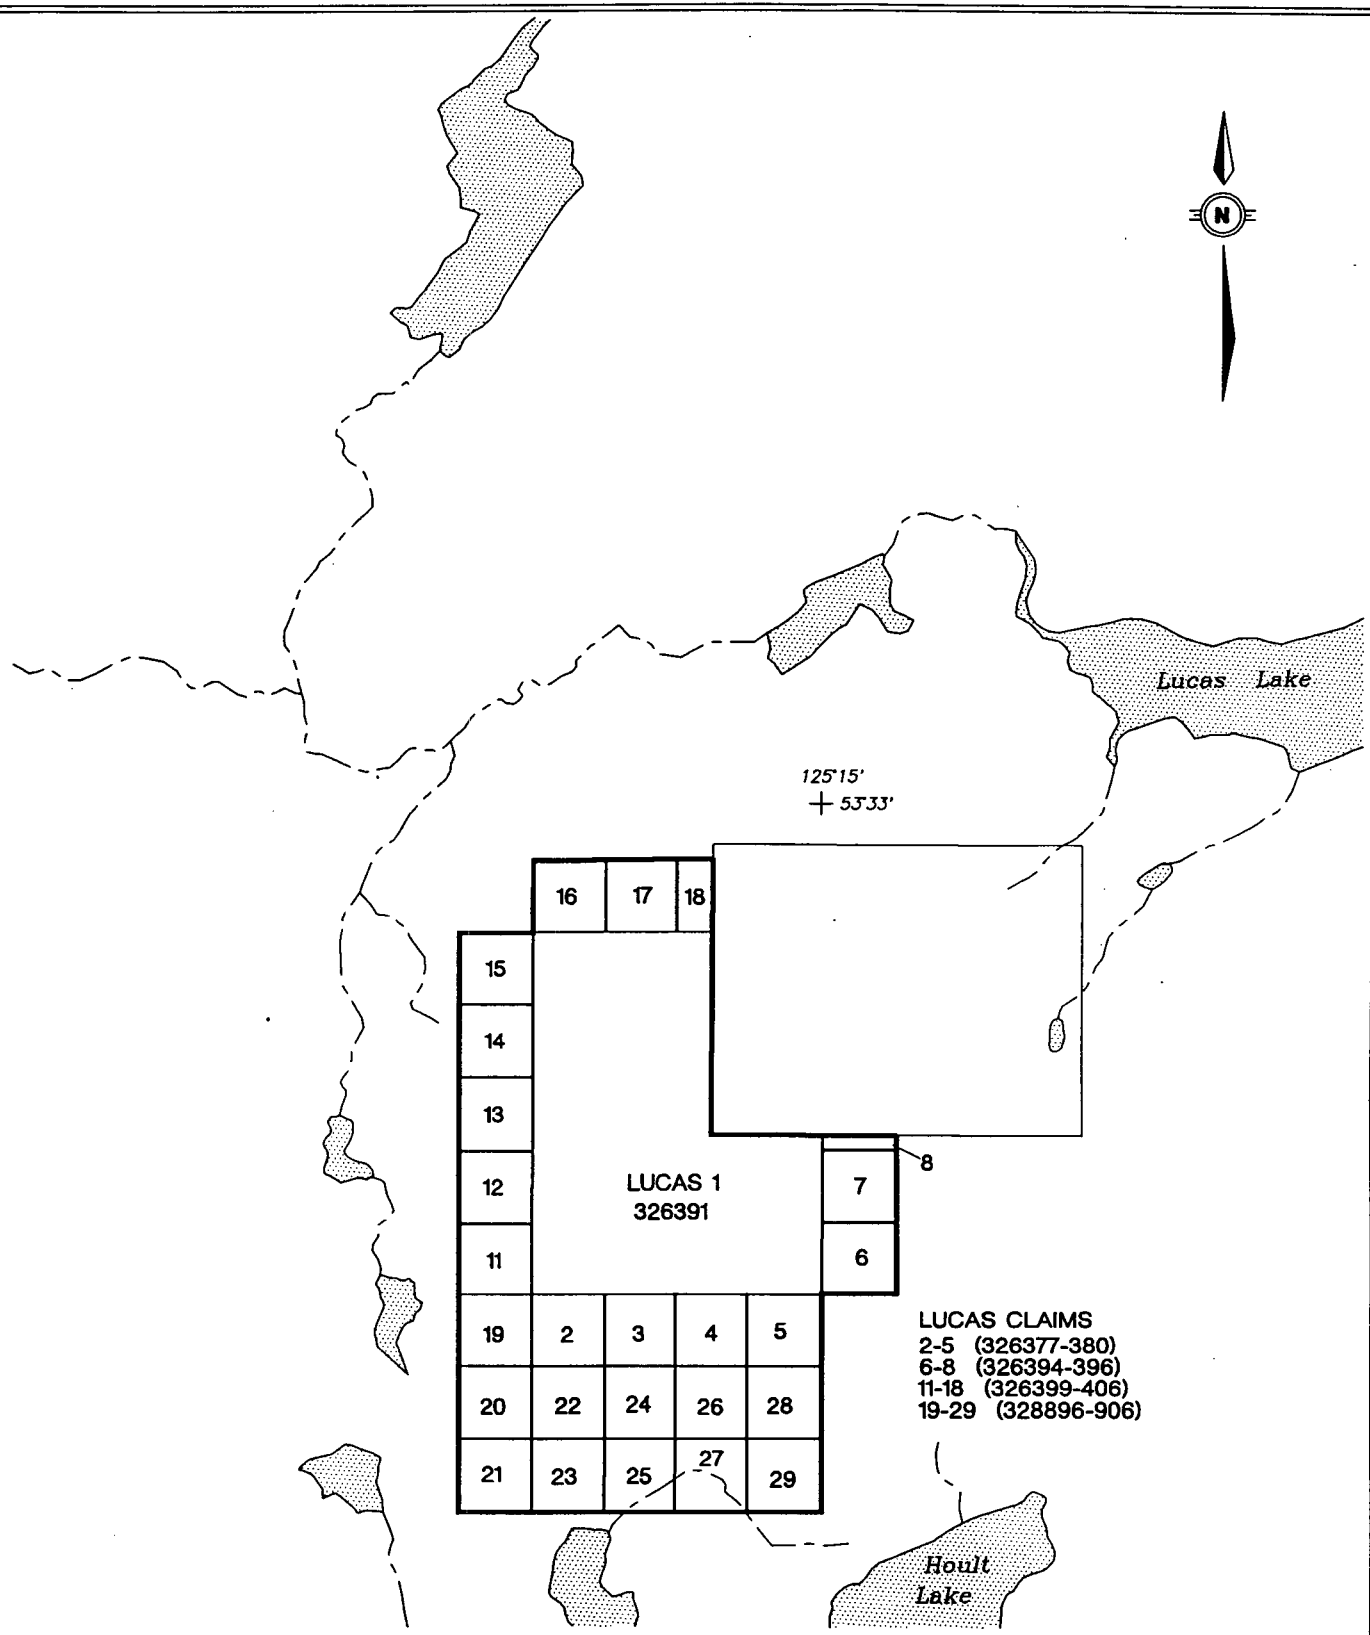 N
Lucas Lake
125°15'
53°33'
16 17 18
15
14
13
12
11
LUCAS 1
326391
8
7
6
19 2 3 4 5
20 22 24 26 28
21 23 25 27 29
LUCAS CLAIMS
2-5 (326377-380)
6-8 (326394-396)
11-18 (326399-406)
19-29 (328896-906)
Hoult
Lake